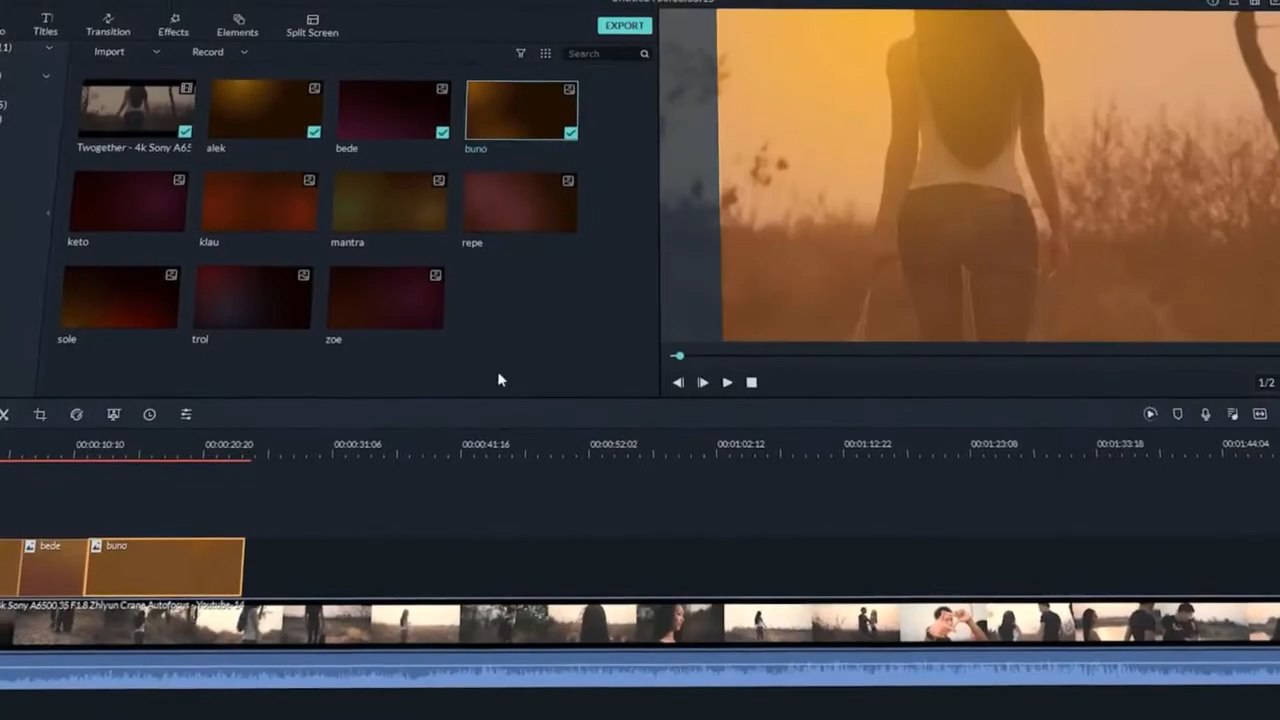 Titles
Transition
Effects
Elements
Split Screen
EXPORT
Import
Record
Search
Twogether - 4k Sony A65
alek
bede
buno
keto
klau
mantra
repe
sole
trol
zoe
1/2
00:00:10:10
00:00:20:20
00:00:31:06
00:00:41:16
00:00:52:02
00:01:02:12
00:01:12:22
00:01:23:08
00:01:33:18
00:01:44:04
bede
buno
k Sony A6500 35 F1.8 Zhiyun Crane Autofocus - Youtube